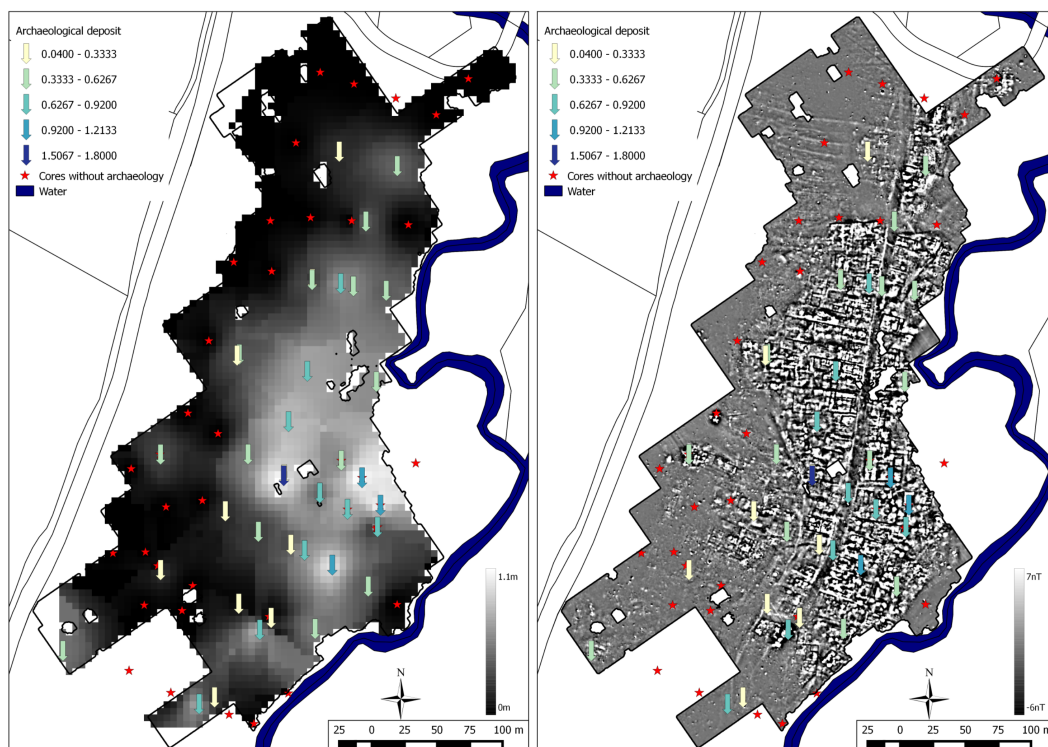 Archaeological deposit
0.0400 - 0.3333
0.3333 - 0.6267
0.6267 - 0.9200
0.9200 - 1.2133
1.5067 - 1.8000
Cores without archaeology
Water
1.1m
0m
N
25 0 25 50 75 100 m
Archaeological deposit
0.0400 - 0.3333
0.3333 - 0.6267
0.6267 - 0.9200
0.9200 - 1.2133
1.5067 - 1.8000
Cores without archaeology
Water
7nT
-6nT
N
25 0 25 50 75 100 m